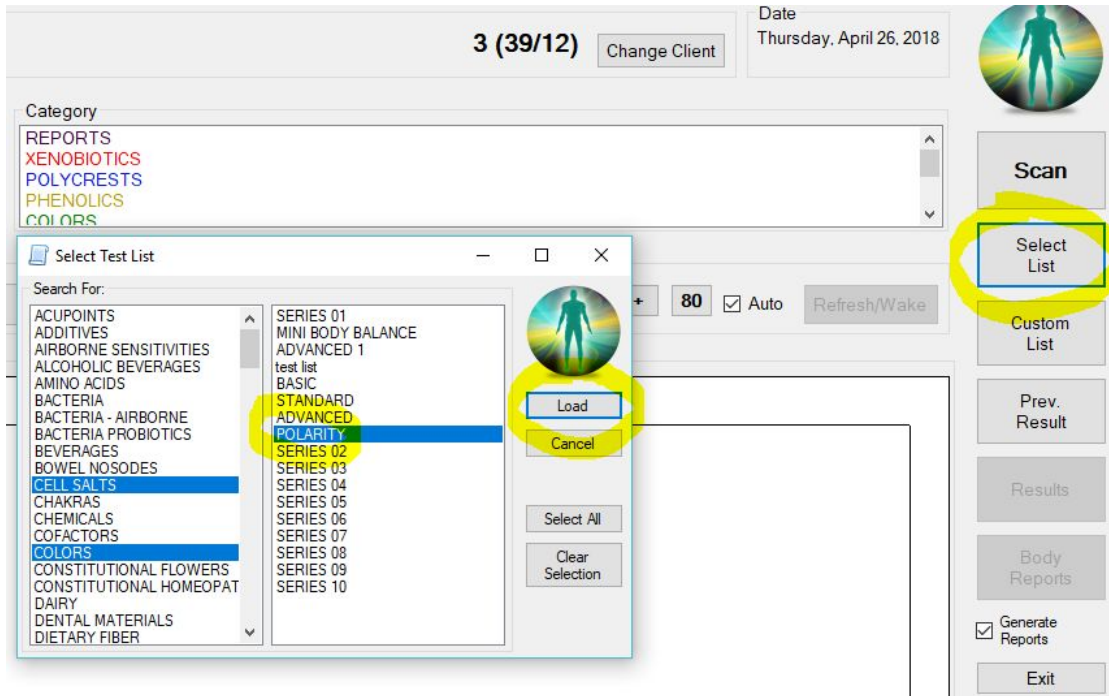 Date
3 (39/12)
Change Client
Thursday, April 26, 2018
Category
REPORTS
XENOBIOTICS
POLYCRESTS
PHENOLICS
COLORS
Scan
Select
List
Custom
List
Prev.
Result
Results
Body
Reports
Generate
Reports
Exit
+
80
Auto
Refresh/Wake
Select Test List
Search For:
ACUPOINTS
ADDITIVES
AIRBORNE SENSITIVITIES
ALCOHOLIC BEVERAGES
AMINO ACIDS
BACTERIA
BACTERIA - AIRBORNE
BACTERIA PROBIOTICS
BEVERAGES
BOWEL NOSODES
CELL SALTS
CHAKRAS
CHEMICALS
COFACTORS
COLORS
CONSTITUTIONAL FLOWERS
CONSTITUTIONAL HOMEOPAT
DAIRY
DENTAL MATERIALS
DIETARY FIBER
SERIES 01
MINI BODY BALANCE
ADVANCED 1
test list
BASIC
STANDARD
ADVANCED
POLARITY
SERIES 02
SERIES 03
SERIES 04
SERIES 05
SERIES 06
SERIES 07
SERIES 08
SERIES 09
SERIES 10
Load
Cancel
Select All
Clear
Selection